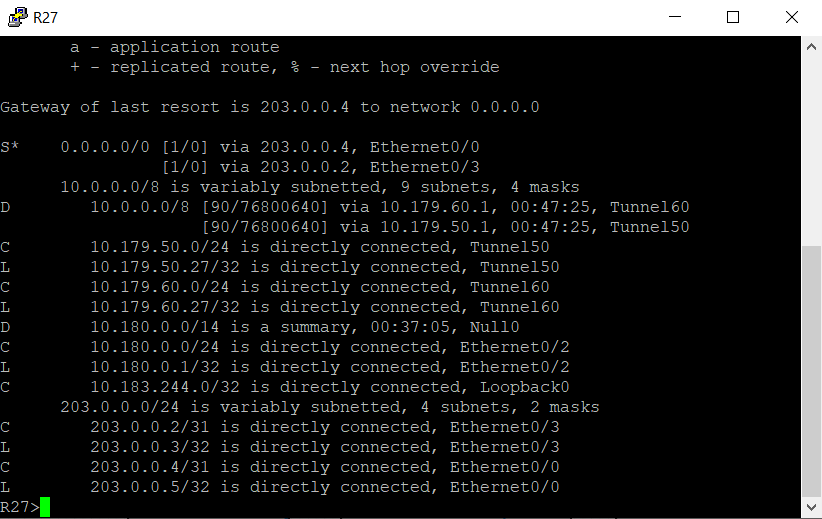 R27
       a - application route
       + - replicated route, % - next hop override

Gateway of last resort is 203.0.0.4 to network 0.0.0.0

S*    0.0.0.0/0 [1/0] via 203.0.0.4, Ethernet0/0
                [1/0] via 203.0.0.2, Ethernet0/3
      10.0.0.0/8 is variably subnetted, 9 subnets, 4 masks
D        10.0.0.0/8 [90/76800640] via 10.179.60.1, 00:47:25, Tunnel60
                    [90/76800640] via 10.179.50.1, 00:47:25, Tunnel50
C        10.179.50.0/24 is directly connected, Tunnel50
L        10.179.50.27/32 is directly connected, Tunnel50
C        10.179.60.0/24 is directly connected, Tunnel60
L        10.179.60.27/32 is directly connected, Tunnel60
D        10.180.0.0/14 is a summary, 00:37:05, Null0
C        10.180.0.0/24 is directly connected, Ethernet0/2
L        10.180.0.1/32 is directly connected, Ethernet0/2
C        10.183.244.0/32 is directly connected, Loopback0
      203.0.0.0/24 is variably subnetted, 4 subnets, 2 masks
C        203.0.0.2/31 is directly connected, Ethernet0/3
L        203.0.0.3/32 is directly connected, Ethernet0/3
C        203.0.0.4/31 is directly connected, Ethernet0/0
L        203.0.0.5/32 is directly connected, Ethernet0/0
R27>